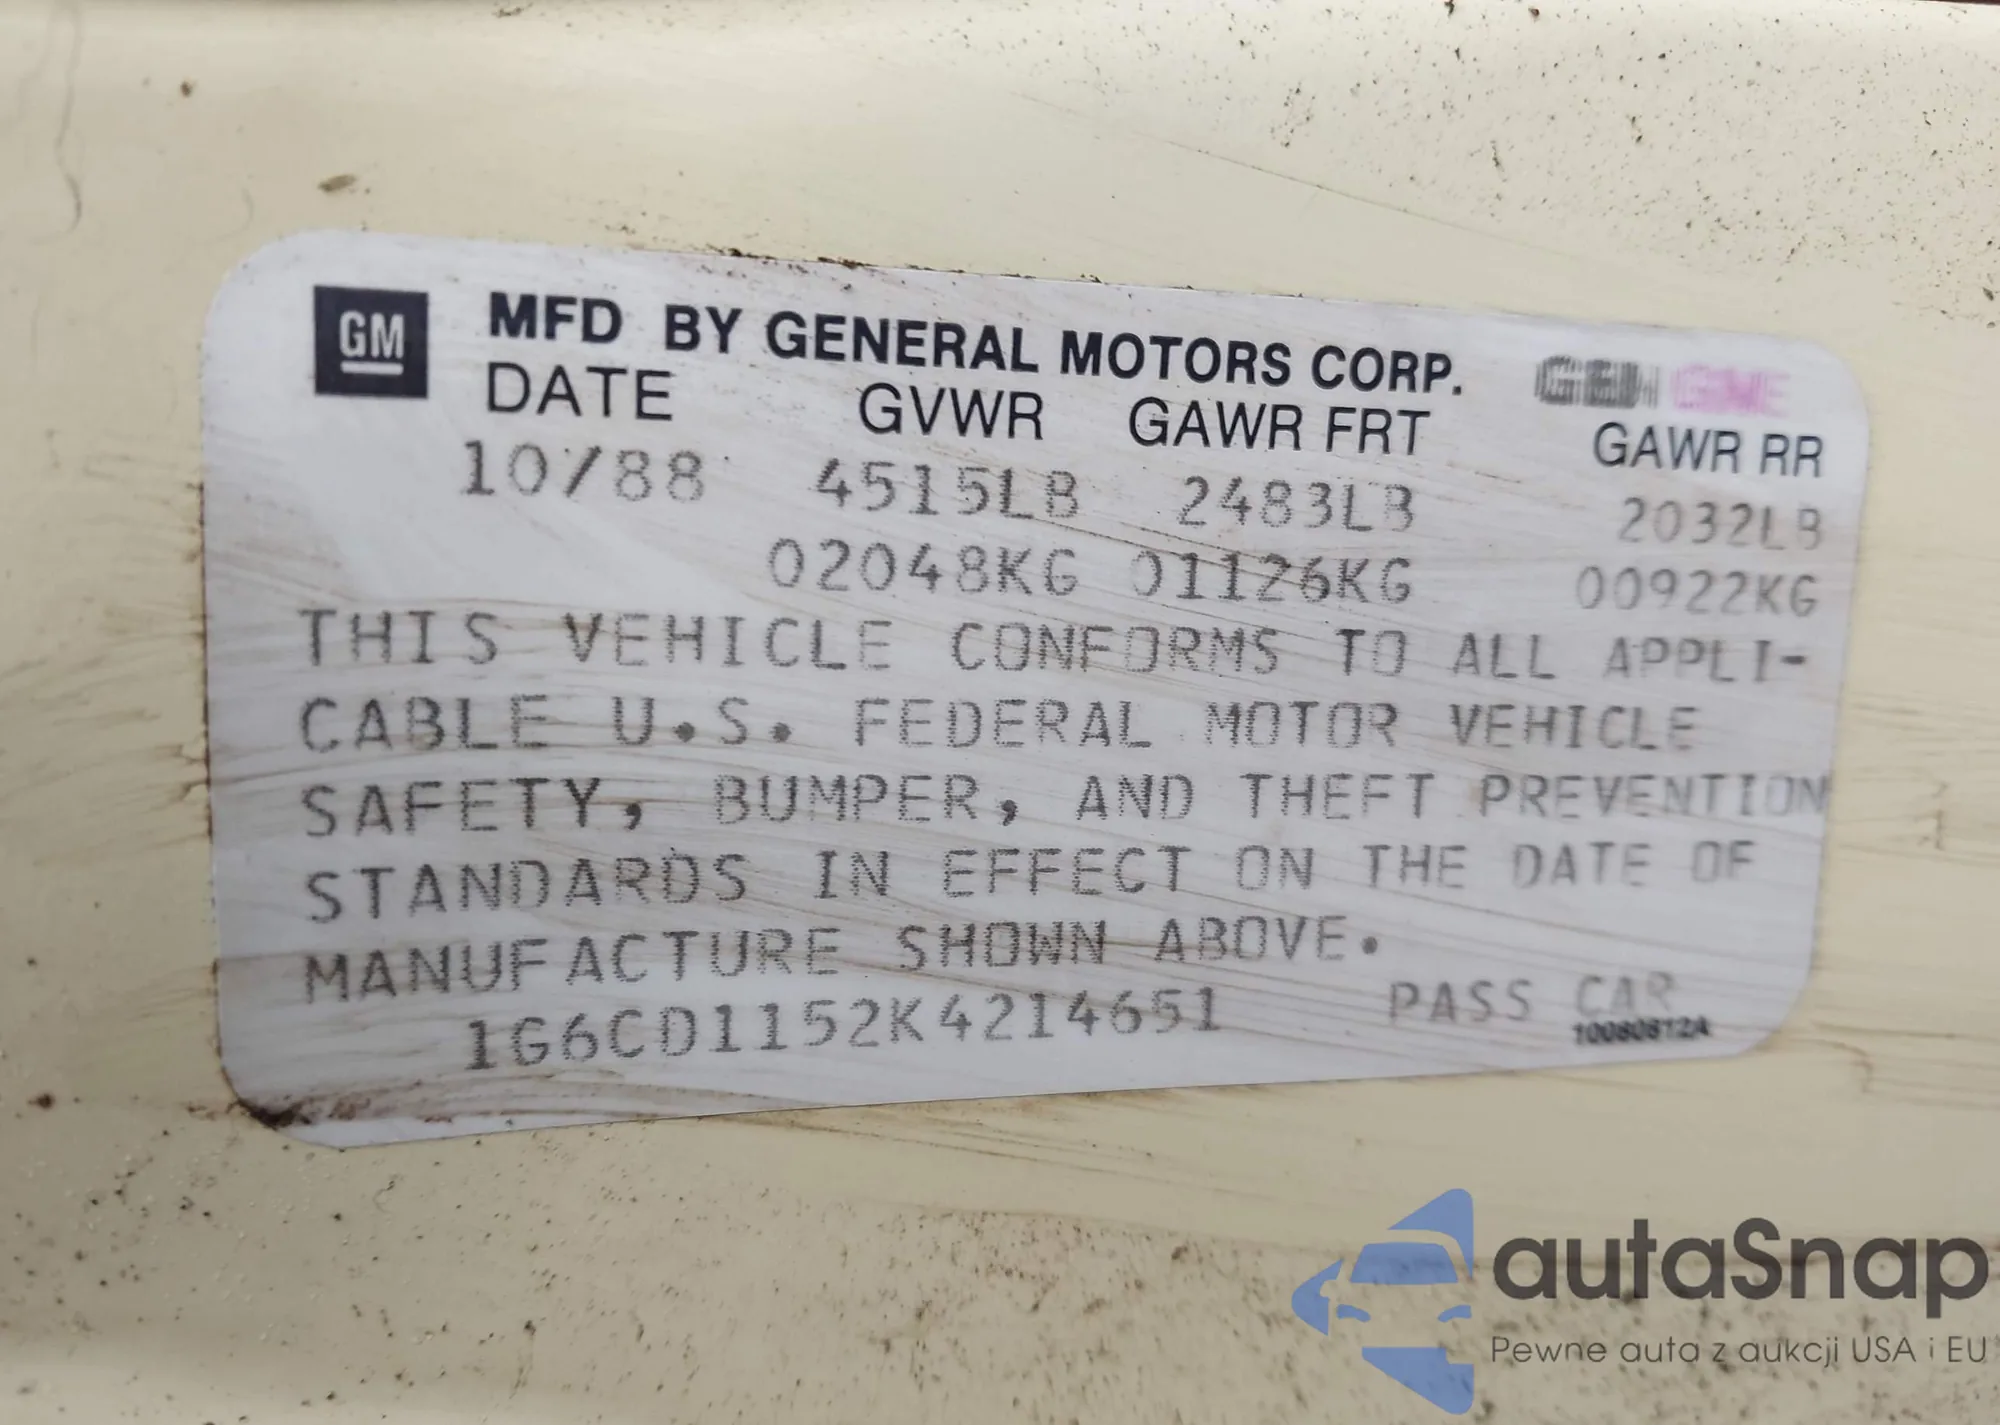 GM
MFD BY GENERAL MOTORS CORP.
GM GM
DATE GVWR GAWR FRT GAWR RR
10/88 4515LB 2483LB 2032LB
02048KG 01126KG 00922KG
THIS VEHICLE CONFORMS TO ALL APPLI-
CABLE U.S. FEDERAL MOTOR VEHICLE
SAFETY, BUMPER, AND THEFT PREVENTION
STANDARDS IN EFFECT ON THE DATE OF
MANUFACTURE SHOWN ABOVE.
1G6CD1152K4214651 PASS CAR
10080812A
autaSnap
Pewne auta z aukcji USA i EU